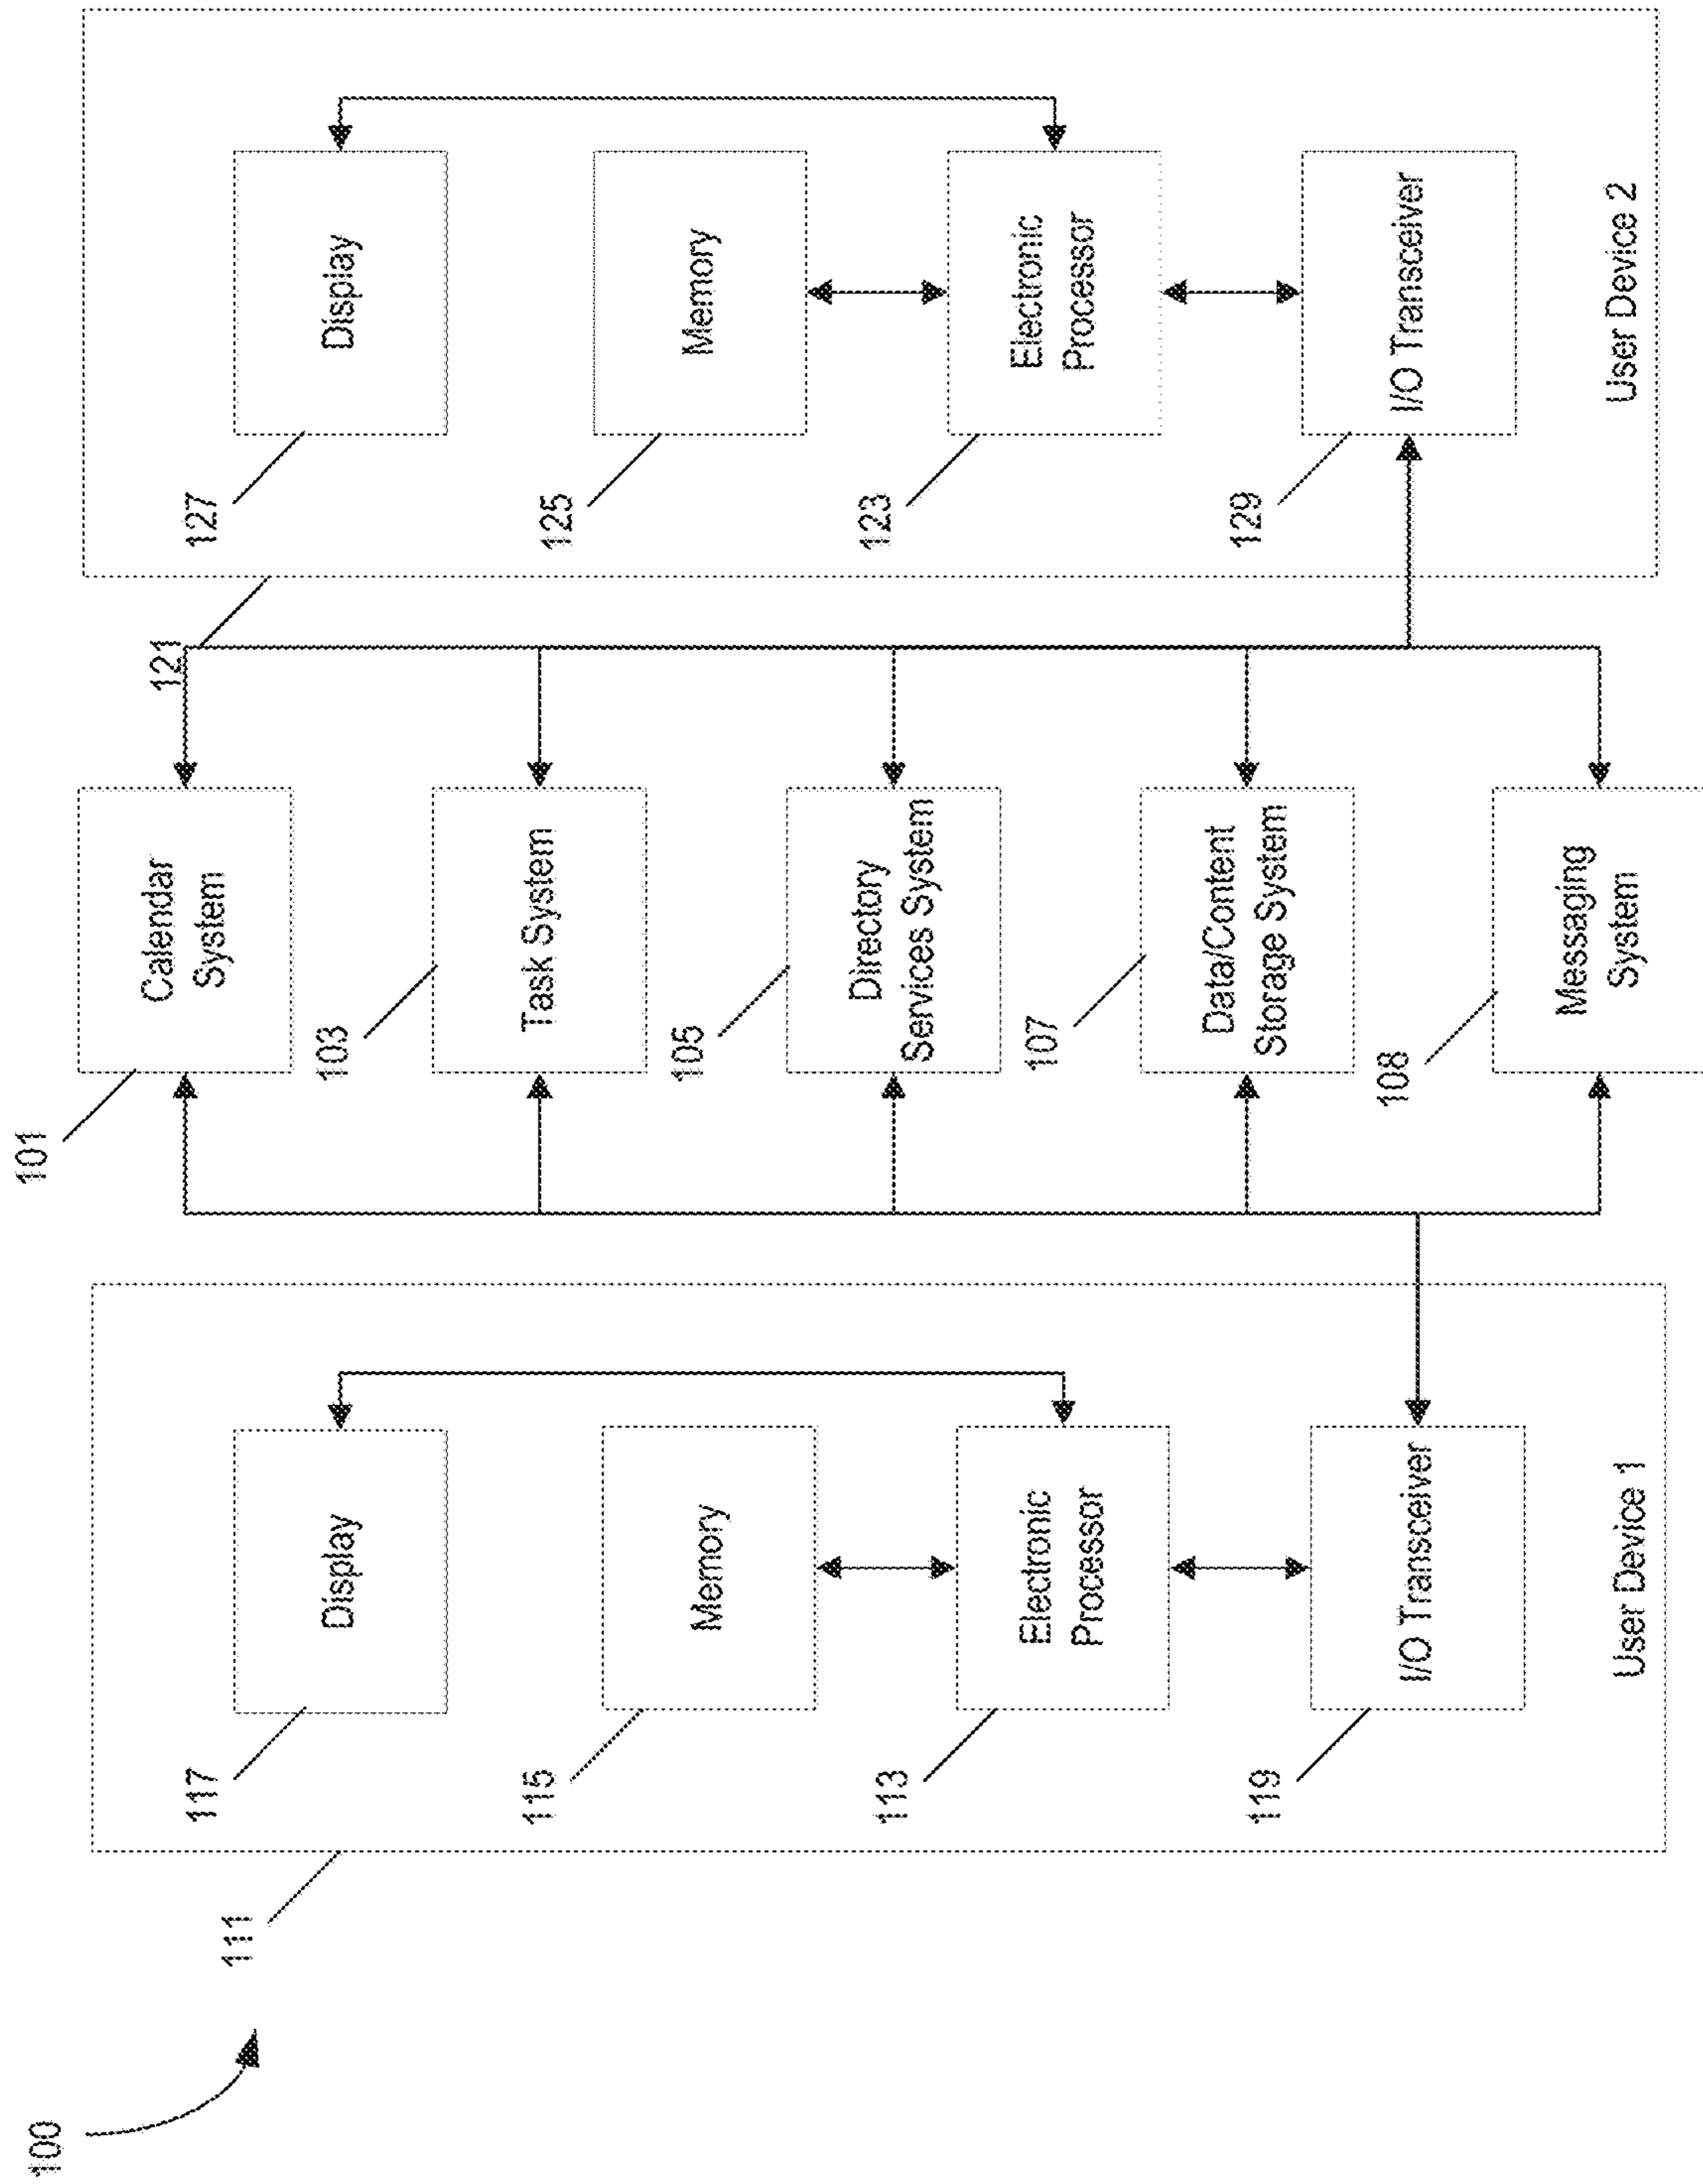 100
111
117
Display
115
Memory
113
Electronic
Processor
119
I/O Transceiver
User Device 1
101
Calendar
System
103
Task System
105
Directory
Services System
107
Data/Content
Storage System
108
Messaging
System
121
127
Display
125
Memory
123
Electronic
Processor
129
I/O Transceiver
User Device 2